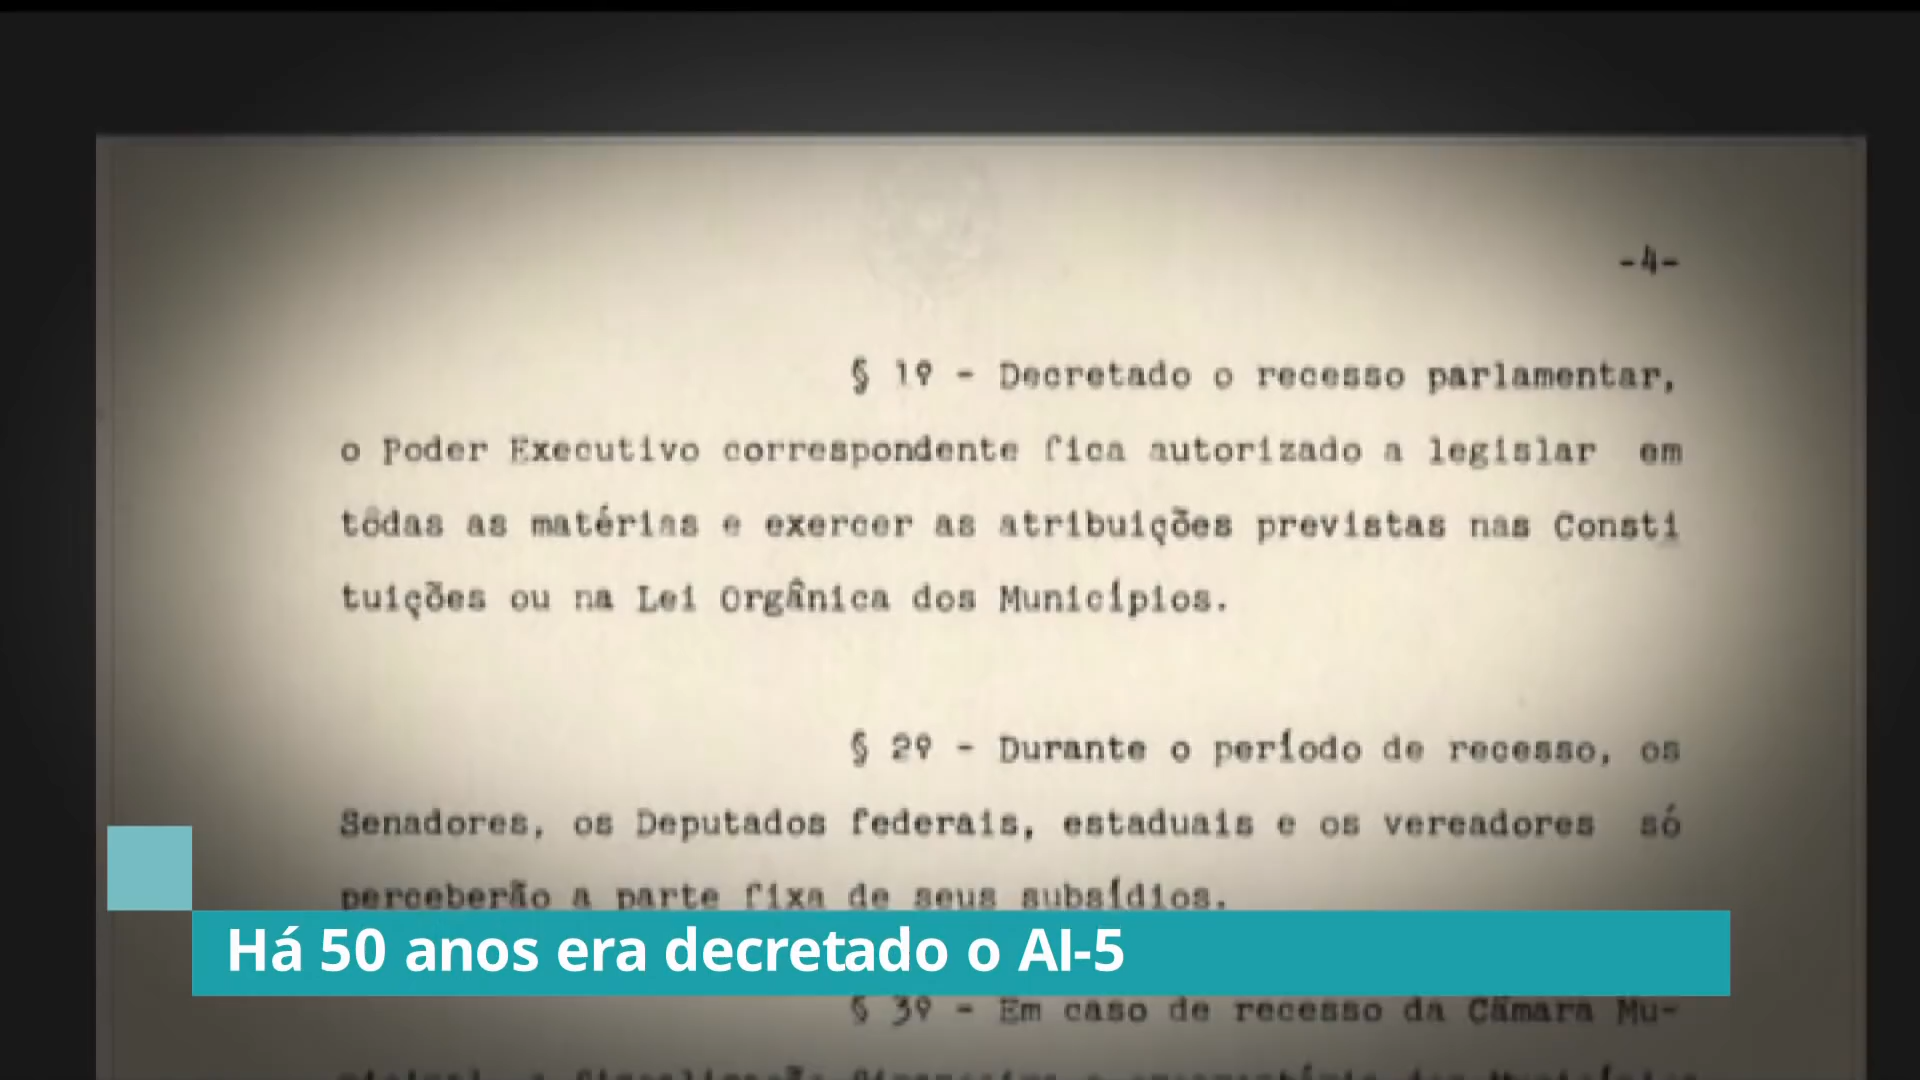 -4-
§ 1º - Decretado o recesso parlamentar,
o Poder Executivo correspondente fica autorizado a legislar em
tôdas as matérias e exercer as atribuições previstas nas Consti
tuições ou na Lei Orgânica dos Municípios.
§ 2º - Durante o período de recesso, os
Senadores, os Deputados federais, estaduais e os vereadores só
perceberão a parte fixa de seus subsídios.
Há 50 anos era decretado o AI-5
§ 3º - Em caso de recesso da Câmara Mu-